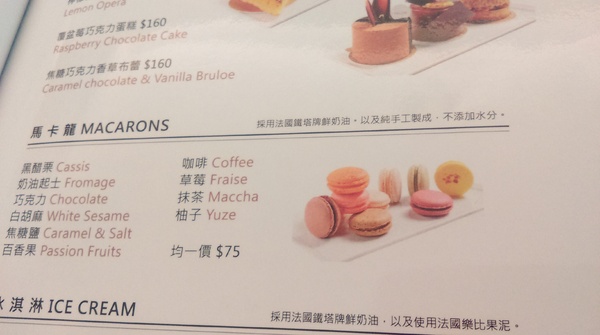 Lemon Opera
覆盆莓巧克力蛋糕 $160
Raspberry Chocolate Cake
焦糖巧克力香草布蕾 $160
Caramel chocolate & Vanilla Bruloe
馬卡龍 MACARONS
採用法國鐵塔牌鮮奶油。以及純手工製成，不添加水分。
黑醋栗 Cassis
奶油起士 Fromage
巧克力 Chocolate
白胡麻 White Sesame
焦糖鹽 Caramel & Salt
百香果 Passion Fruits
咖啡 Coffee
草莓 Fraise
抹茶 Maccha
柚子 Yuze
均一價 $75
淇淋 ICE CREAM
採用法國鐵塔牌鮮奶油，以及使用法國樂比果泥。